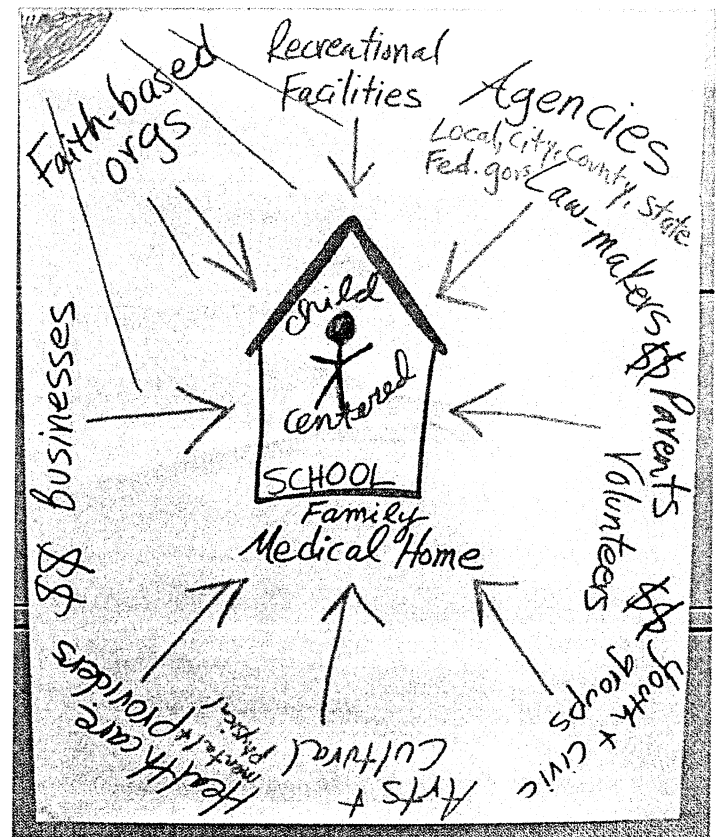 Recreational
Facilities
Agencies
Local, City, County, State
Fed. govs
Law-makers
$$
Parents
Volunteers
$$
Youth + Civic
groups
Arts +
Cultural
Health care
mental + physical
providers
$$
Businesses
Faith-based
orgs
child
centered
SCHOOL
Family
Medical Home